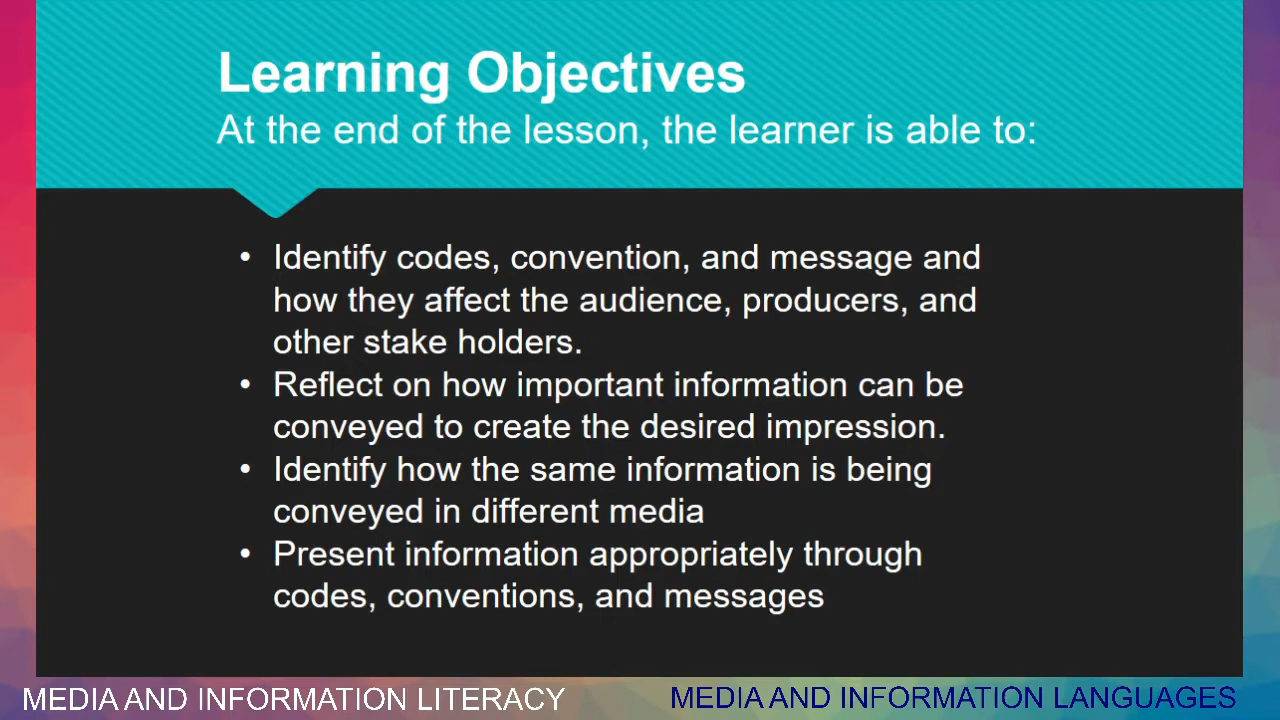 Learning Objectives
At the end of the lesson, the learner is able to:
• Identify codes, convention, and message and
how they affect the audience, producers, and
other stake holders.
• Reflect on how important information can be
conveyed to create the desired impression.
• Identify how the same information is being
conveyed in different media
• Present information appropriately through
codes, conventions, and messages
MEDIA AND INFORMATION LITERACY
MEDIA AND INFORMATION LANGUAGES